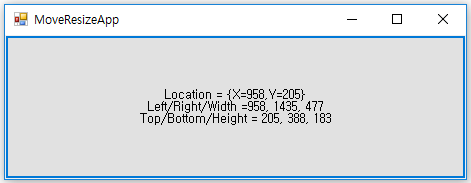 MoveResizeApp
Location = {X=958,Y=205}
Left/Right/Width =958, 1435, 477
Top/Bottom/Height = 205, 388, 183